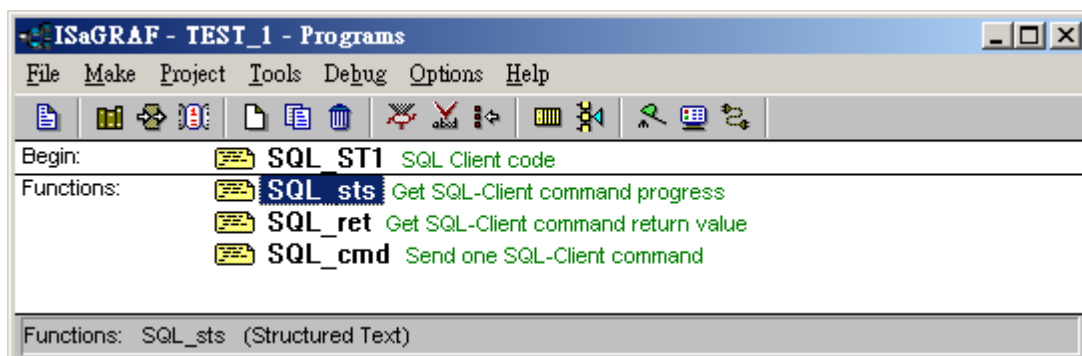 ISaGRAF - TEST_1 - Programs
File Make Project Tools Debug Options Help
Begin: SQL_ST1 SQL Client code
Functions: SQL_sts Get SQL-Client command progress
SQL_ret Get SQL-Client command return value
SQL_cmd Send one SQL-Client command
Functions: SQL_sts (Structured Text)